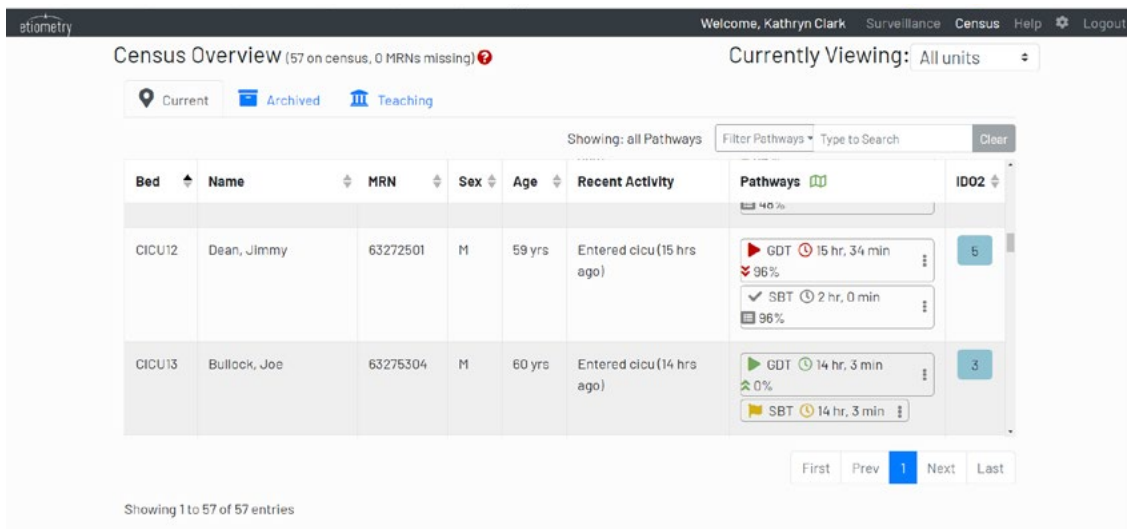 etiometry
Welcome, Kathryn Clark Surveillance Census Help Logout
Census Overview (57 on census, 0 MRNs missing)
Currently Viewing: All units
Current Archived Teaching
Showing: all Pathways Filter Pathways Type to Search Clear
Bed Name MRN Sex Age Recent Activity Pathways IDO2
CICU12 Dean, Jimmy 63272501 M 59 yrs Entered cicu (15 hrs ago) GDT 15 hr, 34 min 5
96%
SBT 2 hr, 0 min
96%
CICU13 Bullock, Joe 63275304 M 60 yrs Entered cicu (14 hrs ago) GDT 14 hr, 3 min 3
0%
SBT 14 hr, 3 min
First Prev 1 Next Last
Showing 1 to 57 of 57 entries